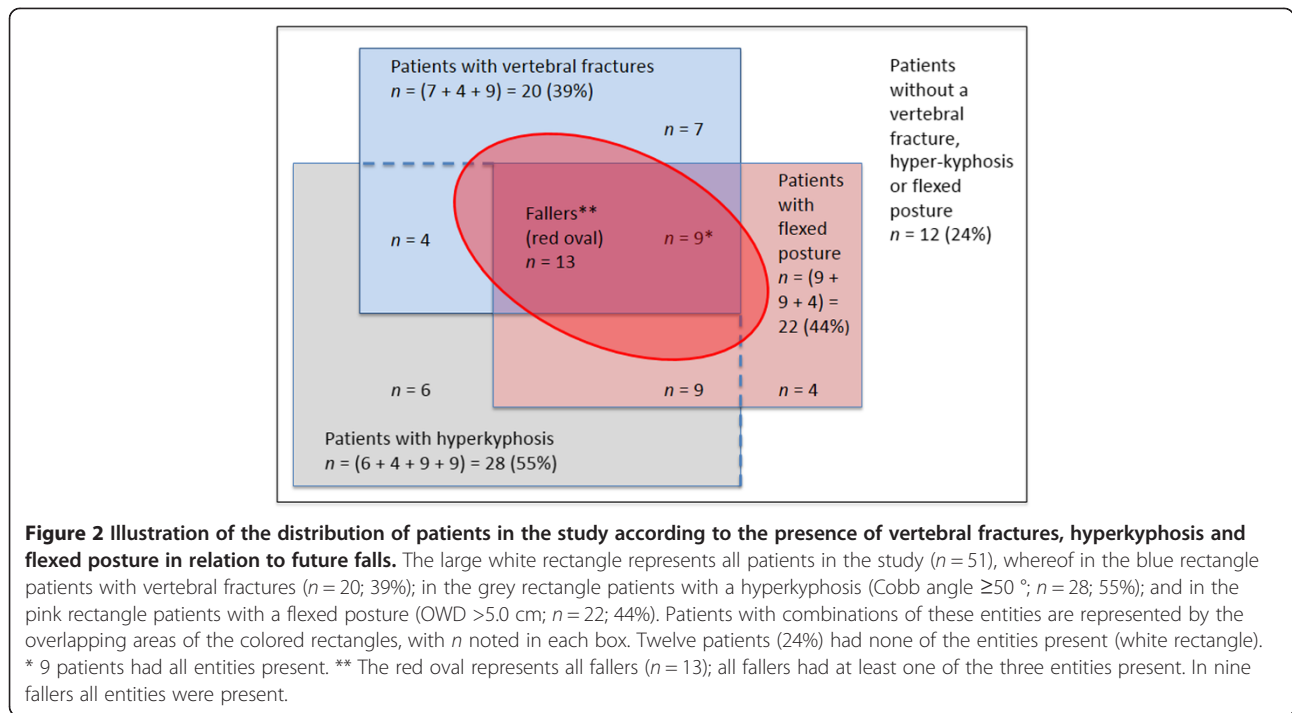 Patients with vertebral fractures
n = (7 + 4 + 9) = 20 (39%)
n = 7
Patients
without a
vertebral
fracture,
hyper-kyphosis
or flexed
posture
n = 12 (24%)
Patients
with
flexed
posture
n = (9 +
9 + 4) =
22 (44%)
Fallers**
(red oval)
n = 13
n = 4
n = 9*
n = 6
n = 9
n = 4
Patients with hyperkyphosis
n = (6 + 4 + 9 + 9) = 28 (55%)
Figure 2 Illustration of the distribution of patients in the study according to the presence of vertebral fractures, hyperkyphosis and
flexed posture in relation to future falls. The large white rectangle represents all patients in the study (n = 51), whereof in the blue rectangle
patients with vertebral fractures (n = 20; 39%); in the grey rectangle patients with a hyperkyphosis (Cobb angle ≥50 °; n = 28; 55%); and in the
pink rectangle patients with a flexed posture (OWD >5.0 cm; n = 22; 44%). Patients with combinations of these entities are represented by the
overlapping areas of the colored rectangles, with n noted in each box. Twelve patients (24%) had none of the entities present (white rectangle).
* 9 patients had all entities present. ** The red oval represents all fallers (n = 13); all fallers had at least one of the three entities present. In nine
fallers all entities were present.